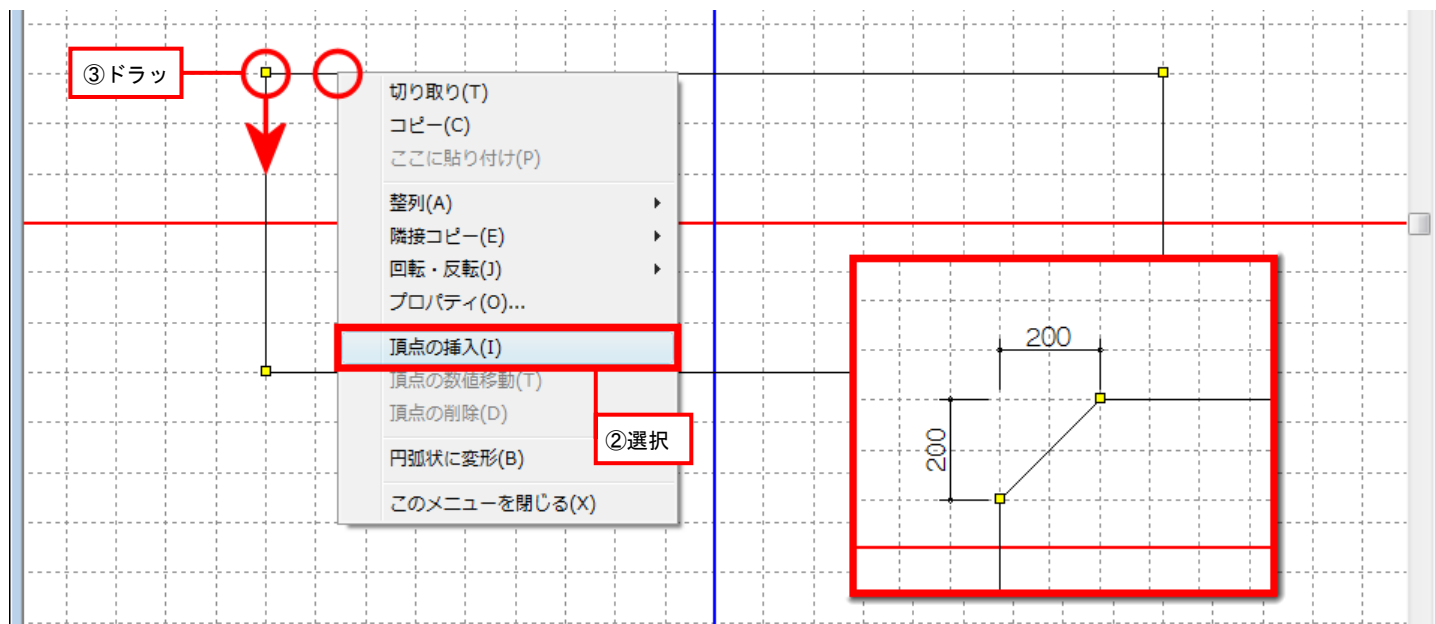 ③ドラッ
切り取り(T)
コピー(C)
ここに貼り付け(P)
整列(A)
隣接コピー(E)
回転・反転(J)
プロパティ(O)...
頂点の挿入(I)
頂点の数値移動(T)
頂点の削除(D)
②選択
円弧状に変形(B)
このメニューを閉じる(X)
200
200